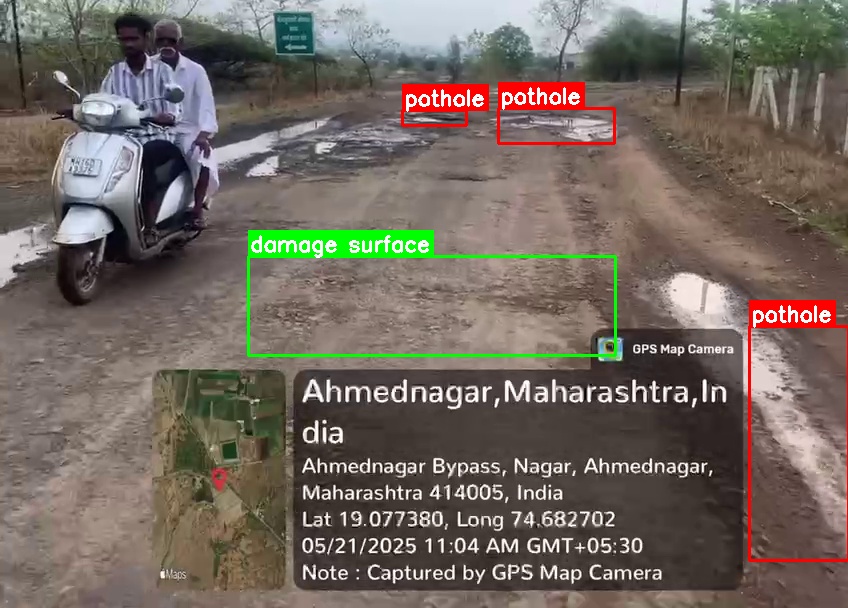 pothole
pothole
damage surface
pothole
GPS Map Camera
Ahmednagar,Maharashtra,In
dia
Ahmednagar Bypass, Nagar, Ahmednagar,
Maharashtra 414005, India
Lat 19.077380, Long 74.682702
05/21/2025 11:04 AM GMT+05:30
Note : Captured by GPS Map Camera
Maps